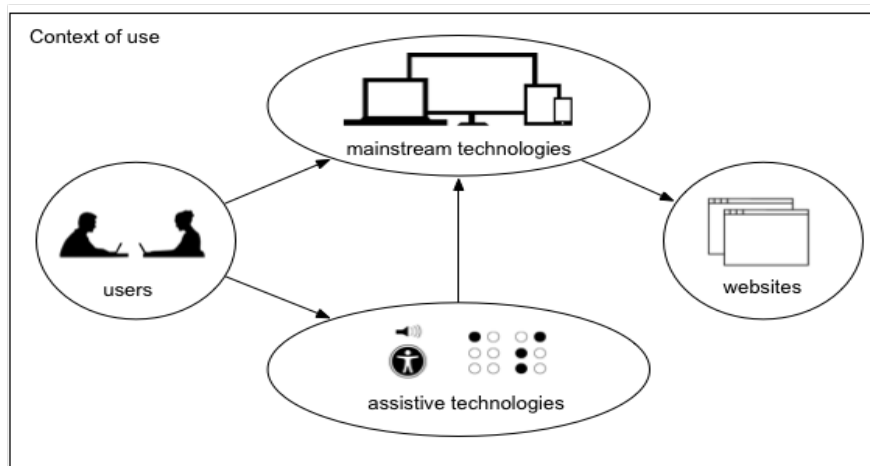 Context of use
mainstream technologies
users
websites
assistive technologies